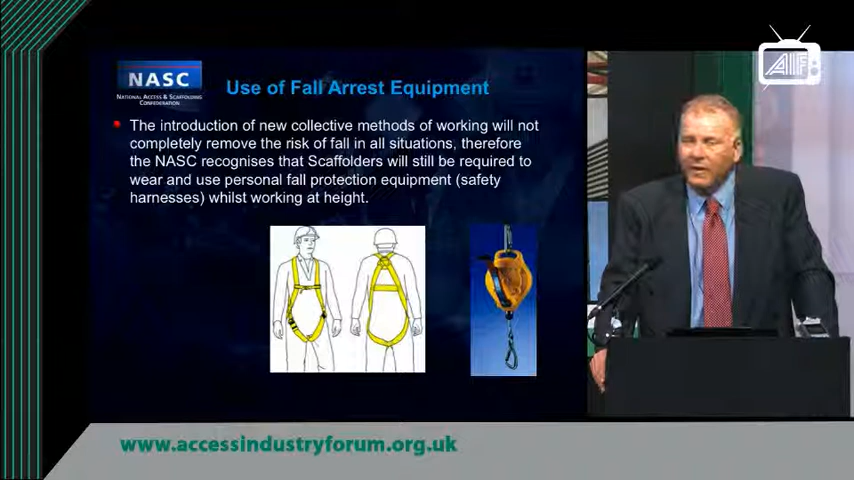 AIF
NASC
NATIONAL ACCESS & SCAFFOLDING
CONFEDERATION
Use of Fall Arrest Equipment
The introduction of new collective methods of working will not
completely remove the risk of fall in all situations, therefore
the NASC recognises that Scaffolders will still be required to
wear and use personal fall protection equipment (safety
harnesses) whilst working at height.
www.accessindustryforum.org.uk